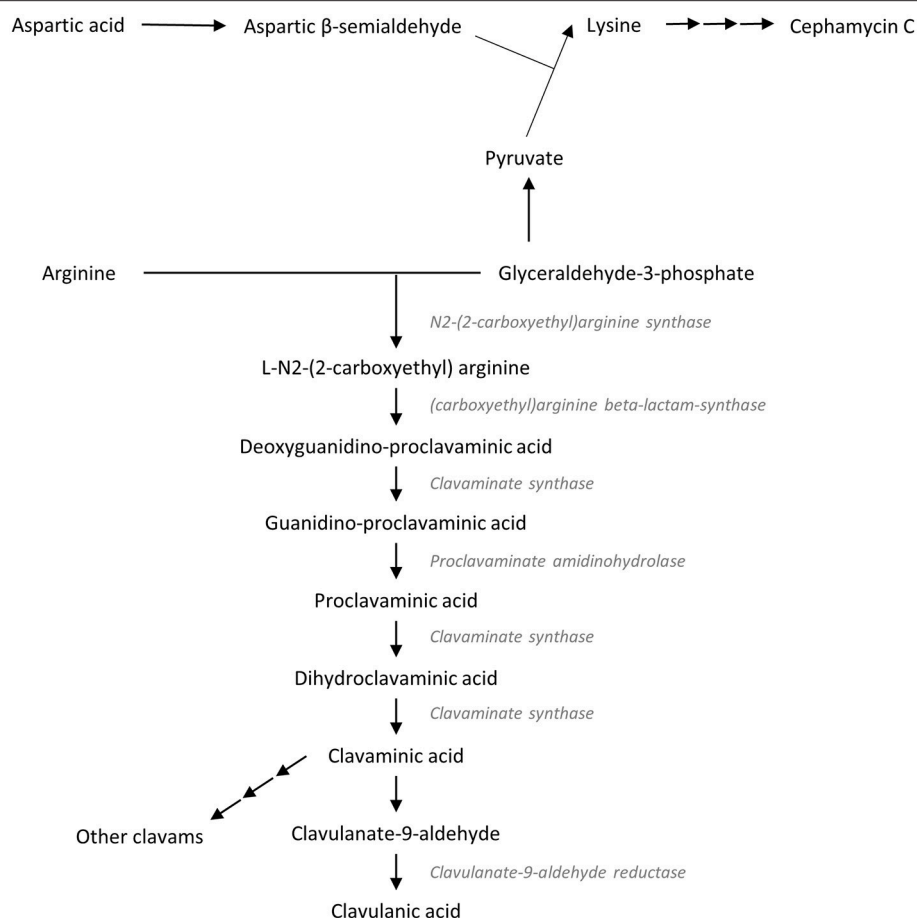 Aspartic acid
Aspartic β-semialdehyde
Lysine
Cephamycin C
Pyruvate
Arginine
Glyceraldehyde-3-phosphate
N2-(2-carboxyethyl)arginine synthase
L-N2-(2-carboxyethyl) arginine
(carboxyethyl)arginine beta-lactam-synthase
Deoxyguanidino-proclavaminic acid
Clavaminate synthase
Guanidino-proclavaminic acid
Proclavaminate amidinohydrolase
Proclavaminic acid
Clavaminate synthase
Dihydroclavaminic acid
Clavaminate synthase
Clavaminic acid
Other clavams
Clavulanate-9-aldehyde
Clavulanate-9-aldehyde reductase
Clavulanic acid